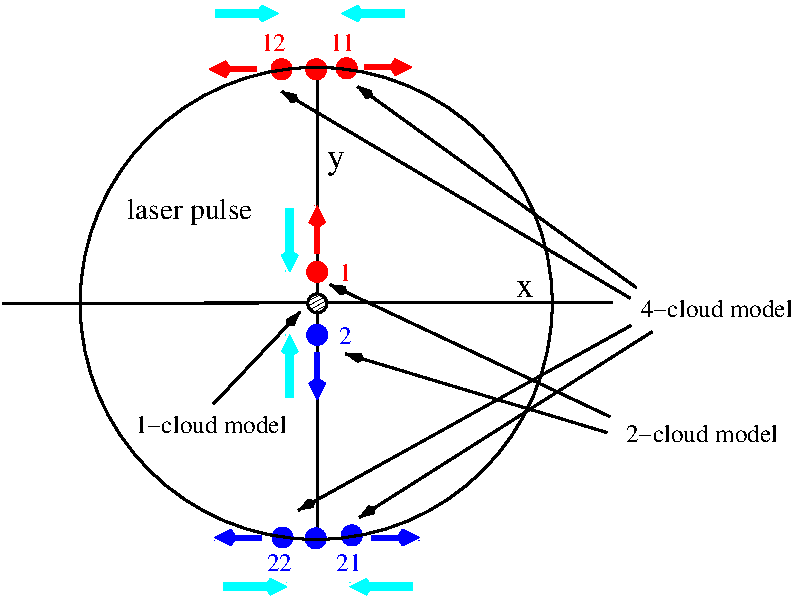 12 11
y
laser pulse
1
x
4−cloud model
2
1−cloud model
2−cloud model
22 21